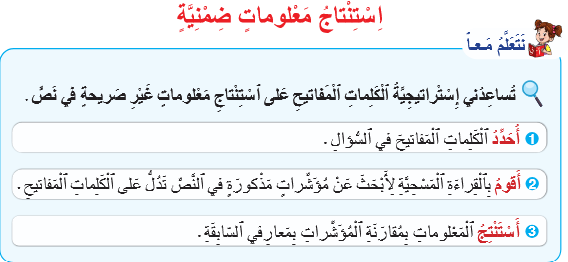 اِسْتِنْتاجُ مَعْلوماتٍ ضِمْنِيَّةٍ
نَتَعَلَّمُ مَـعـاً
تُساعِدُني إِسْتْراتيجِيَّةُ ٱلْكَلِماتِ ٱلْمَفاتيحِ عَلى ٱسْتِنْتاجِ مَعْلوماتٍ غَيْرِ صَريحَةٍ في نَصٍّ .
1 أُحَدِّدُ ٱلْكَلِماتِ ٱلْمَفاتيحَ في ٱلسُّؤالِ .
2 أَقومُ بِٱلْقِراءَةِ ٱلْمَسْحِيَّةِ لِأَبْحَثَ عَنْ مُؤَشِّراتٍ مَذْكورَةٍ في ٱلنَّصِّ تَدُلُّ عَلى ٱلْكَلِماتِ ٱلْمَفاتيحِ .
3 أَسْتَنْتِجُ ٱلْمَعْلوماتِ بِمُقارَنَةِ ٱلْمُؤَشِّراتِ بِمَعارِفي ٱلسّابِقَةِ .